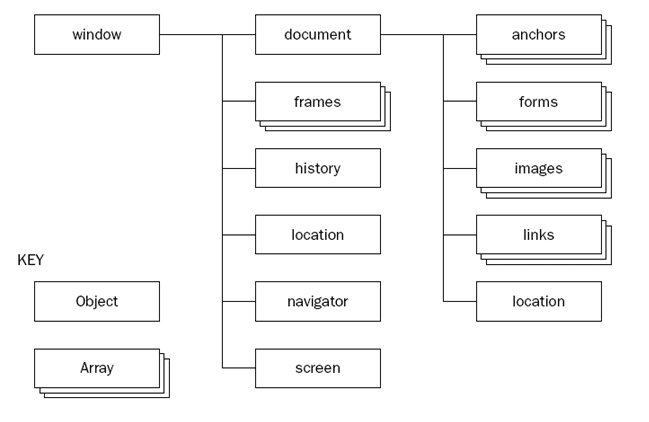 window
document
anchors
frames
forms
history
images
location
links
KEY
Object
navigator
location
Array
screen